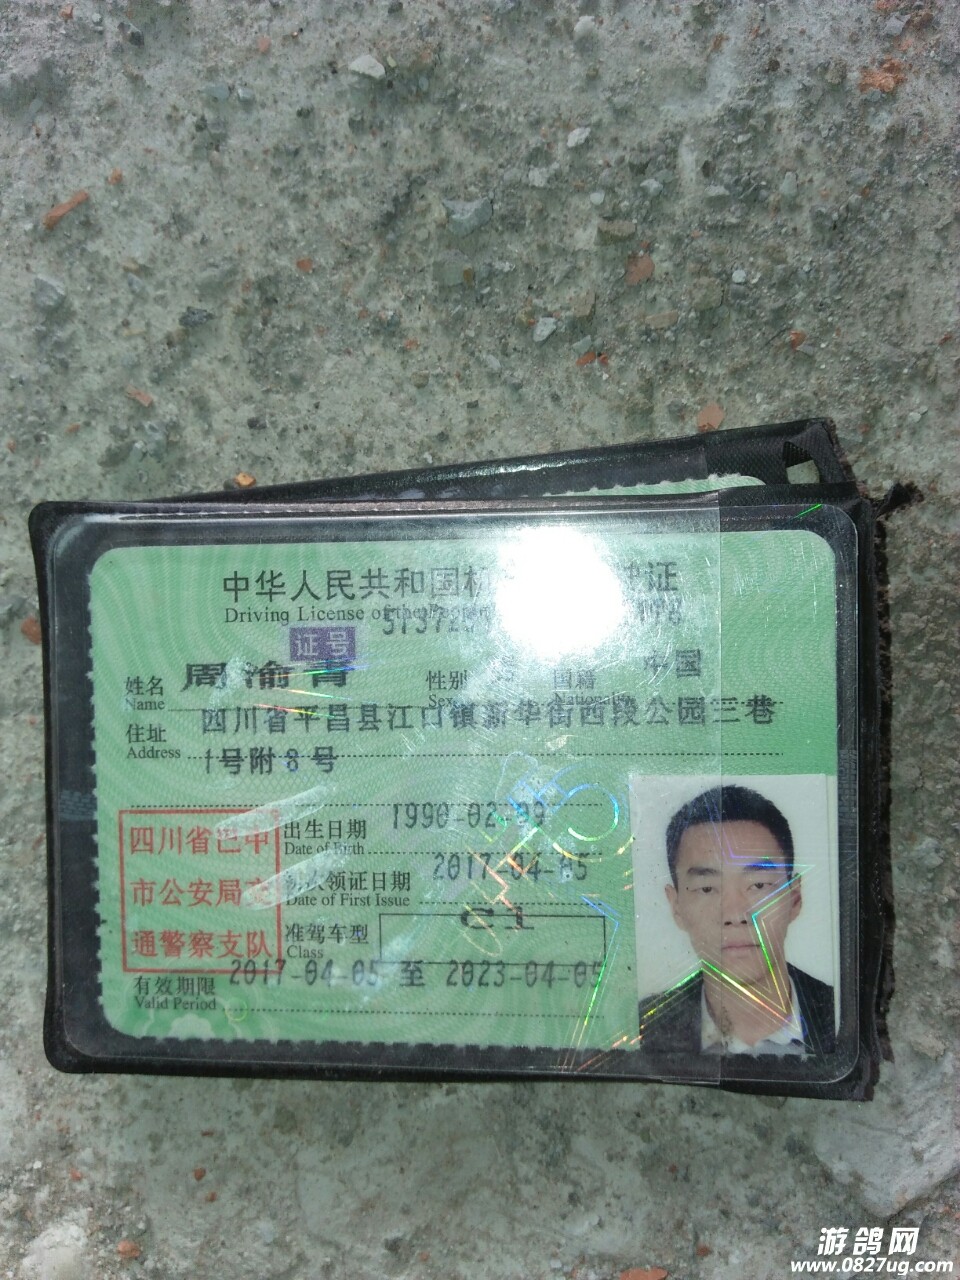 中华人民共和国机 驶证
Driving License of the Peop
证号 513723
姓名 周渝青 性别 男 国籍 中国
Name Sex Nationality
住址 四川省平昌县江口镇新华街西陵公园三巷
Address 1号附8号
出生日期 1990-02-09
Date of Birth
初次领证日期 2017-04-05
Date of First Issue
准驾车型 C1
Class
四川省巴中
市公安局交
通警察支队
有效期限 2017-04-05 至 2023-04-05
Valid Period
游鸽网
www.0827ug.com